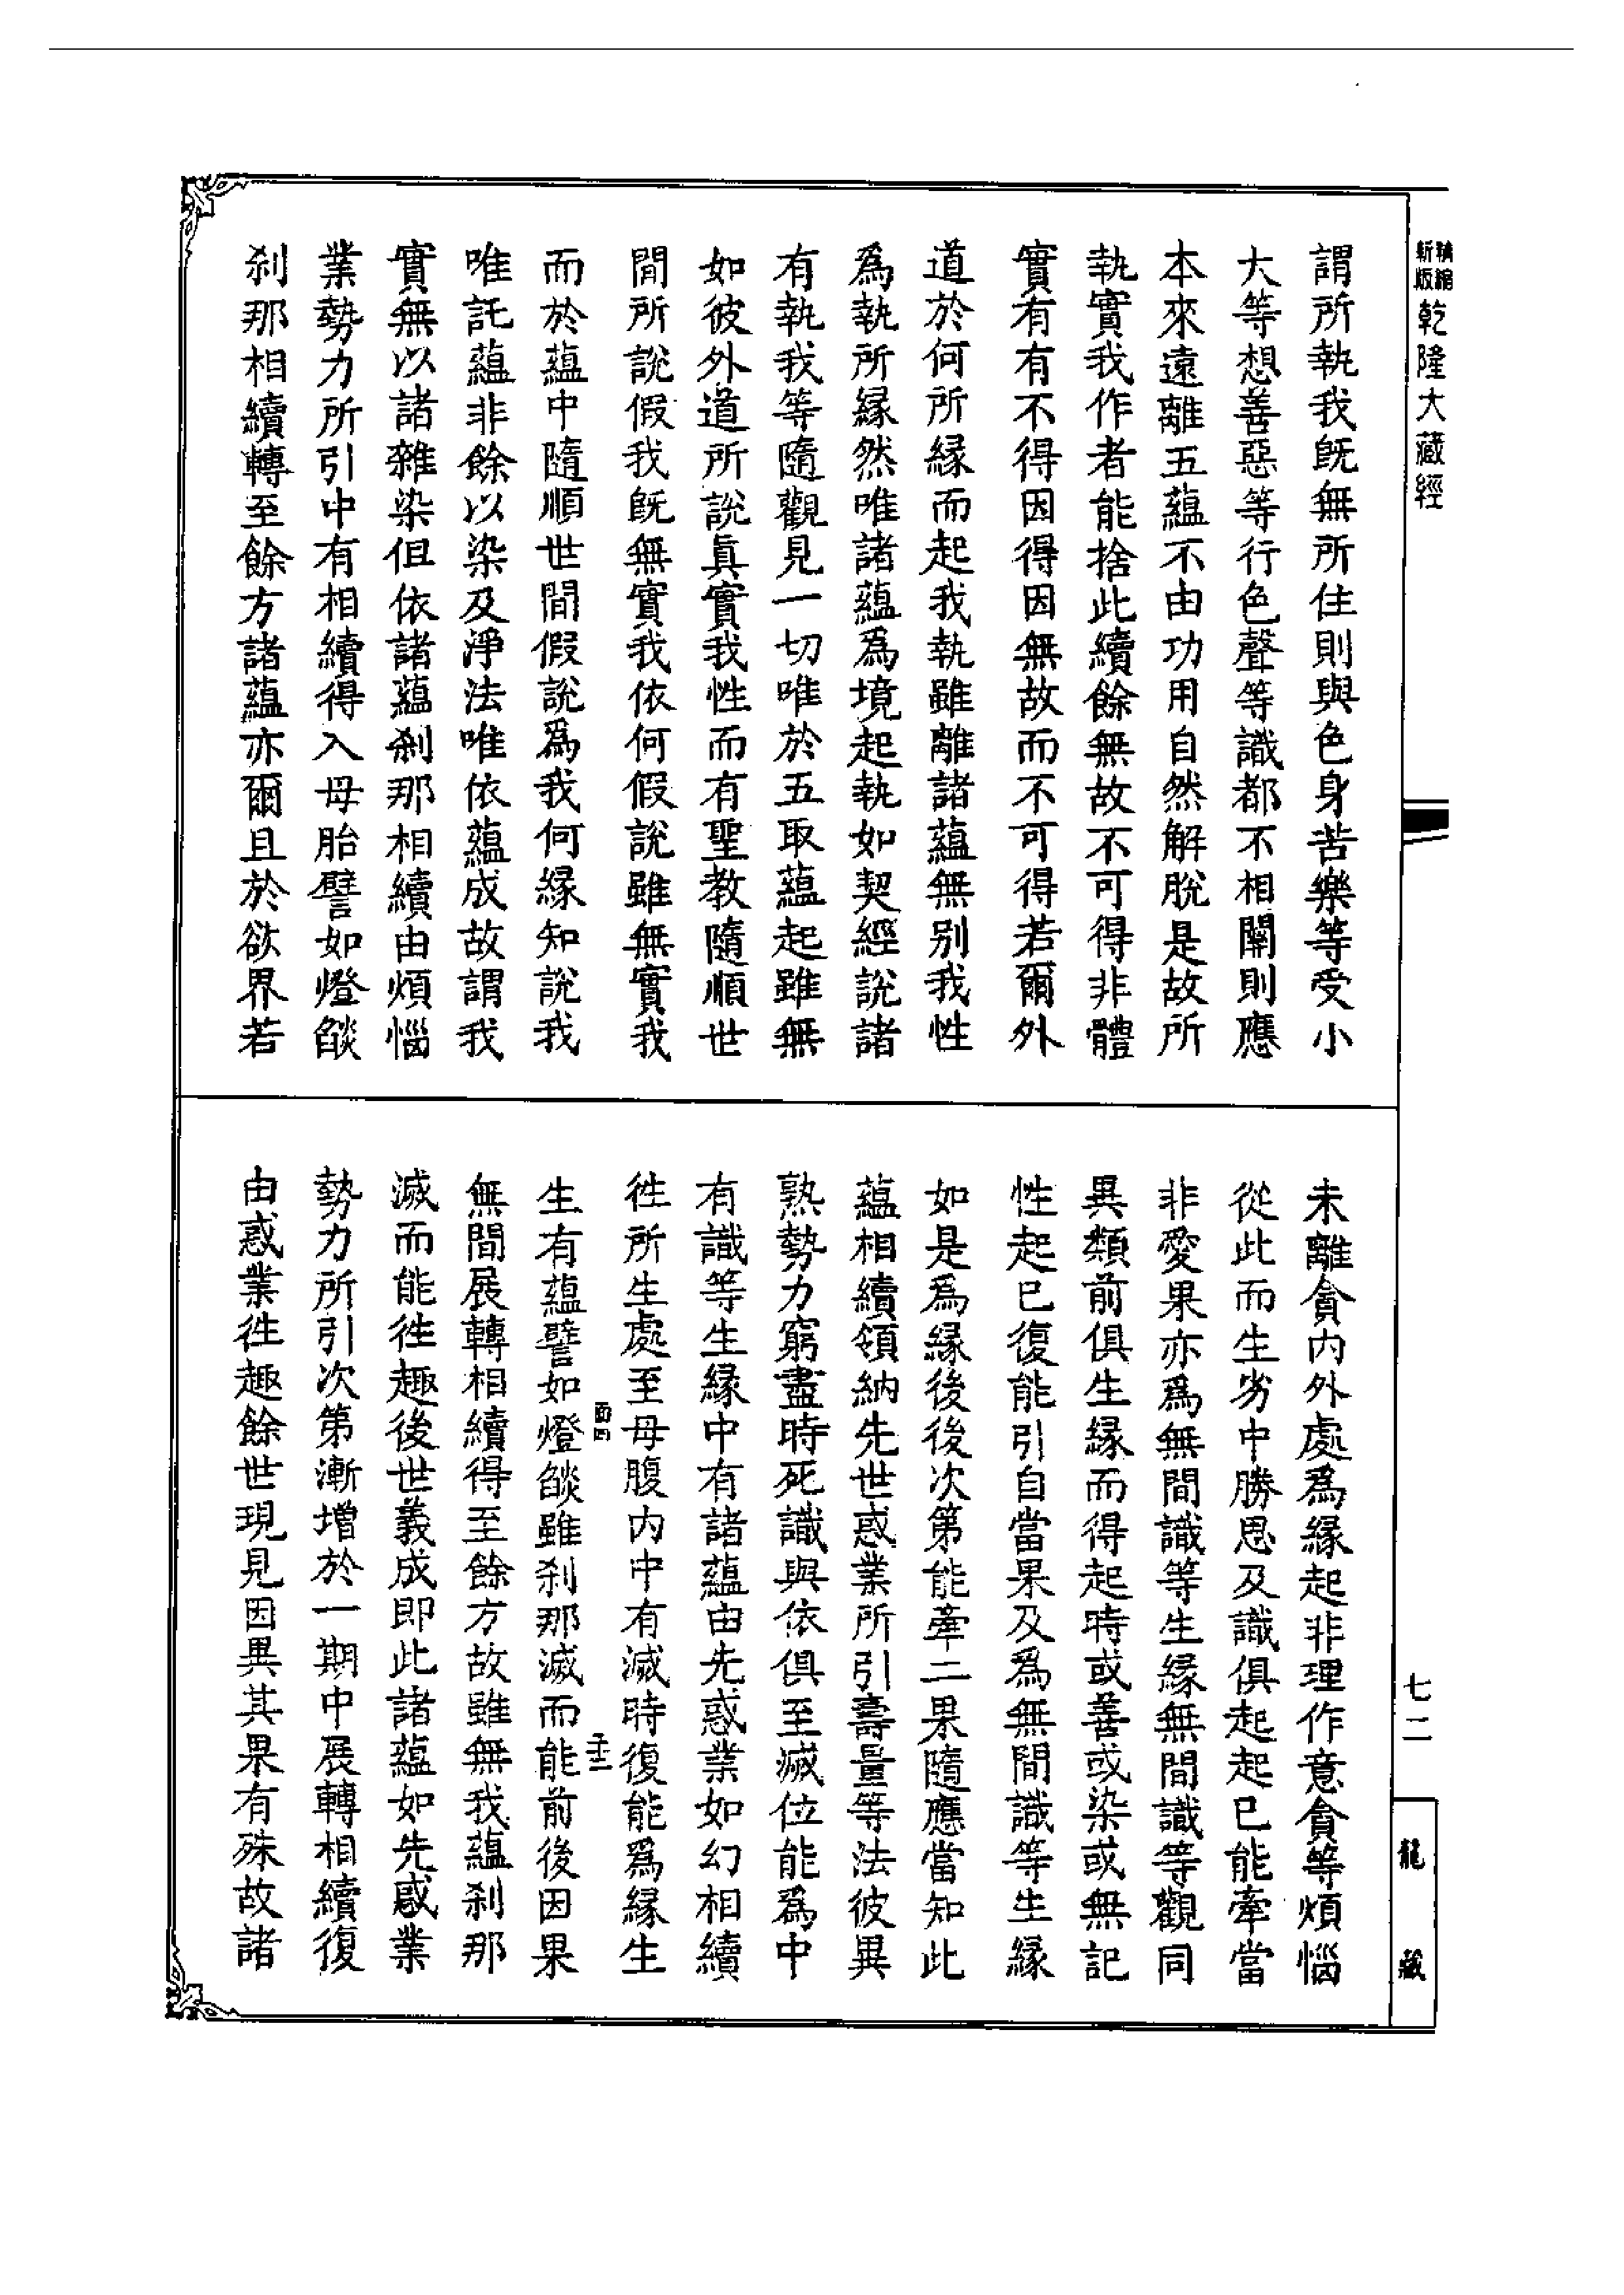 新版精縮乾隆大藏經
謂所執我既無所住則與色身苦樂等受小
大等想善惡等行色聲等識都不相關則應
本來遠離五蘊不由功用自然解脫是故所
執實我作者能捨此續餘無故不可得非體
實有有不得因得因無故而不可得若爾外
道於何所緣而起我執雖離諸蘊無別我性
為執所緣然唯諸蘊為境起執如契經說諸
有執我等隨觀見一切唯於五取蘊起雖無
如彼外道所說真實我性而有聖教隨順世
間所說假我既無實我依何假說雖無實我
而於蘊中隨順世間假說為我何緣知說我
唯託蘊非餘以染及淨法唯依蘊成故謂我
實無以諸雜染但依諸蘊剎那相續由煩惱
業勢力所引中有相續得入母胎譬如燈燄
剎那相續轉至餘方諸蘊亦爾且於欲界若
未離貪內外處為緣起非理作意貪等煩惱
從此而生劣中勝思及識俱起起已能牽當
非愛果亦為無間識等生緣無間識等觀同
異類前俱生緣而得起時或善或染或無記
性起已復能引自當果及為無間識等生緣
如是為緣後後次第能牽二果隨應當知此
蘊相續領納先世惑業所引壽量等法彼異
熟勢力窮盡時死識與依俱至滅位能為中
有識等生緣中有諸蘊由先惑業如幻相續
徃所生處至母腹內中有滅時復能為緣生
生有蘊譬如燈燄雖剎那滅而能前後因果
無間展轉相續得至餘方故雖無我蘊剎那
滅而能徃趣後世義成即此諸蘊如先惑業
勢力所引次第漸增於一期中展轉相續復
由惑業徃趣餘世現見因異其果有殊故諸
七二
龍藏